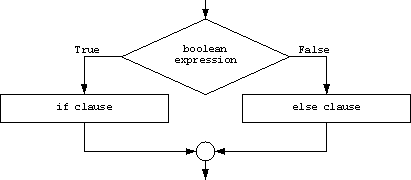 True
boolean
expression
False
if clause
else clause